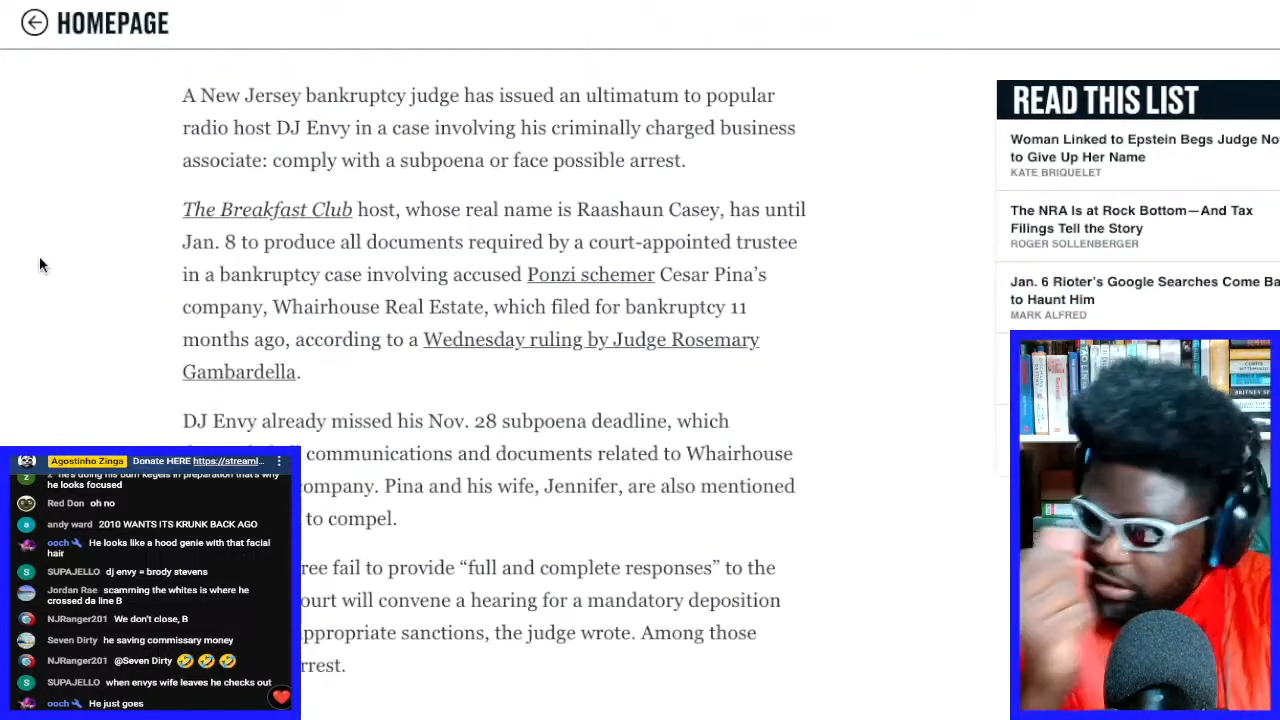 HOMEPAGE
A New Jersey bankruptcy judge has issued an ultimatum to popular
radio host DJ Envy in a case involving his criminally charged business
associate: comply with a subpoena or face possible arrest.
The Breakfast Club host, whose real name is Raashaun Casey, has until
Jan. 8 to produce all documents required by a court-appointed trustee
in a bankruptcy case involving accused Ponzi schemer Cesar Pina’s
company, Whairhouse Real Estate, which filed for bankruptcy 11
months ago, according to a Wednesday ruling by Judge Rosemary
Gambardella.
DJ Envy already missed his Nov. 28 subpoena deadline, which
communications and documents related to Whairhouse
ompany. Pina and his wife, Jennifer, are also mentioned
to compel.
ree fail to provide “full and complete responses” to the
ourt will convene a hearing for a mandatory deposition
ppropriate sanctions, the judge wrote. Among those
rrest.
READ THIS LIST
Woman Linked to Epstein Begs Judge No
to Give Up Her Name
KATE BRIQUELET
The NRA Is at Rock Bottom—And Tax
Filings Tell the Story
ROGER SOLLENBERGER
Jan. 6 Rioter’s Google Searches Come Ba
to Haunt Him
MARK ALFRED
Agostinho Zinga Donate HERE https://streaml...
he looks focused
Red Don oh no
andy ward 2010 WANTS ITS KRUNK BACK AGO
ooch He looks like a hood genie with that facial
hair
SUPAJELLO dj envy = brody stevens
Jordan Rae scamming the whites is where he
crossed da line B
NJRanger201 We don't close, B
Seven Dirty he saving commissary money
NJRanger201 @Seven Dirty 🤣 🤣 🤣
SUPAJELLO when envys wife leaves he checks out
ooch He just goes